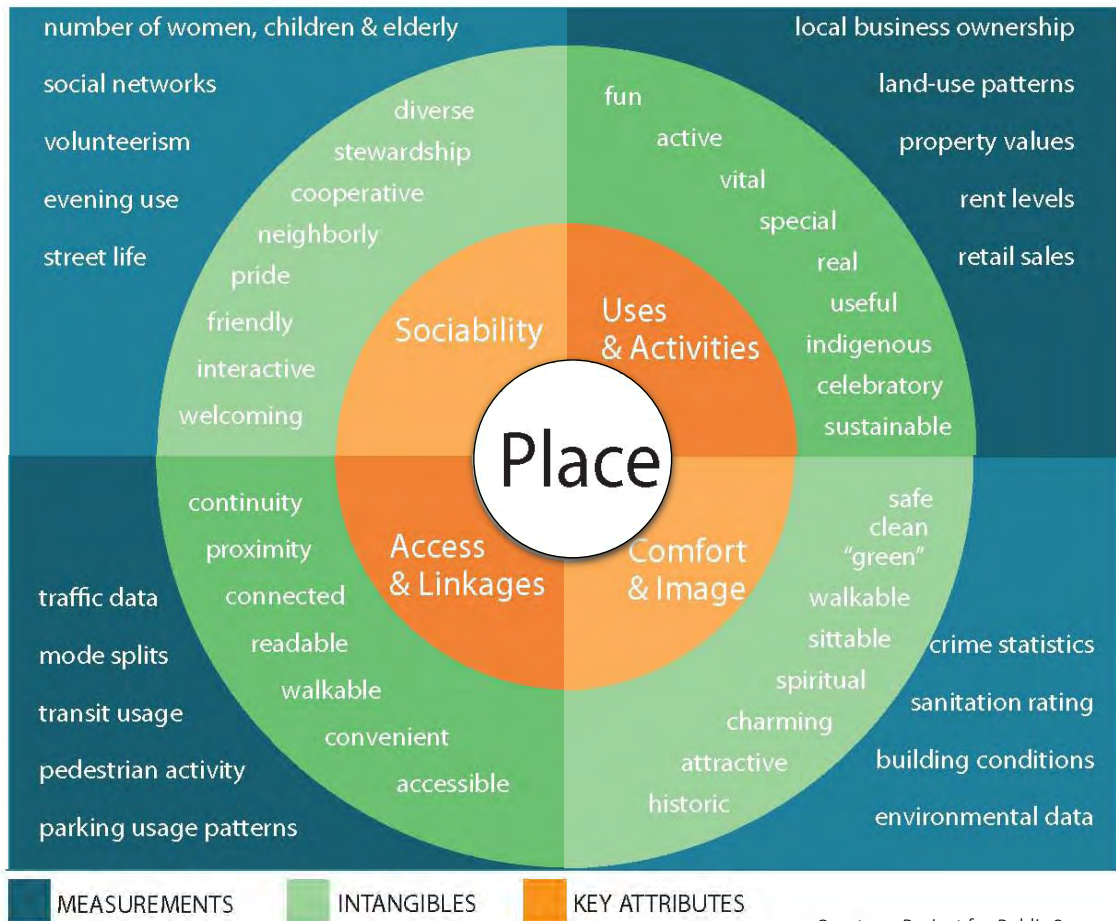 number of women, children & elderly
social networks
volunteerism
evening use
street life
diverse
stewardship
cooperative
neighborly
pride
friendly
interactive
welcoming
Sociability
local business ownership
land-use patterns
property values
rent levels
retail sales
fun
active
vital
special
real
useful
indigenous
celebratory
sustainable
Uses
& Activities
Place
continuity
proximity
connected
readable
walkable
convenient
accessible
Access
& Linkages
traffic data
mode splits
transit usage
pedestrian activity
parking usage patterns
Comfort
& Image
safe
clean
"green"
walkable
sittable
spiritual
charming
attractive
historic
crime statistics
sanitation rating
building conditions
environmental data
MEASUREMENTS
INTANGIBLES
KEY ATTRIBUTES